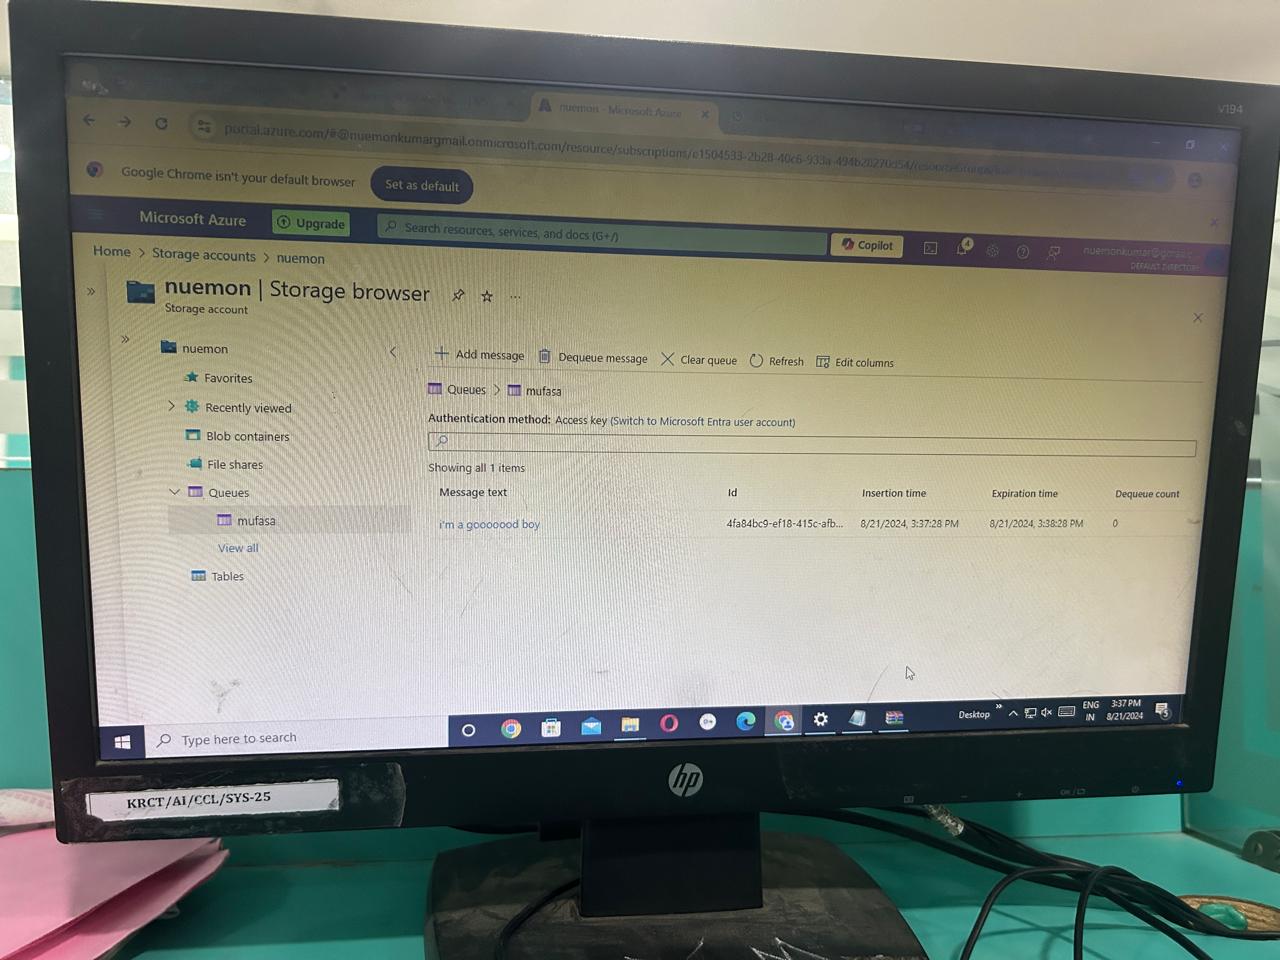 V194
nuemon - Microsoft Azure
portal.azure.com/#@nuemonkumargmail.onmicrosoft.com/resource/subscriptions/
Google Chrome isn't your default browser
Set as default
Microsoft Azure
Upgrade
Search resources, services, and docs (G+/)
Copilot
4
DEFAULT DIRECTORY
Home > Storage accounts > nuemon
nuemon | Storage browser
Storage account
nuemon
Favorites
Recently viewed
Blob containers
File shares
Queues
mufasa
View all
Tables
Add message
Dequeue message
Clear queue
Refresh
Edit columns
Queues > mufasa
Authentication method: Access key (Switch to Microsoft Entra user account)
Showing all 1 items
Message text Id Insertion time Expiration time Dequeue count
i'm a gooooood boy 4fa84bc9-ef18-415c-afb... 8/21/2024, 3:37:28 PM 8/21/2024, 3:38:28 PM 0
Type here to search
Desktop
ENG
IN
3:37 PM
8/21/2024
5
hp
KRCT/AI/CCL/SYS-25